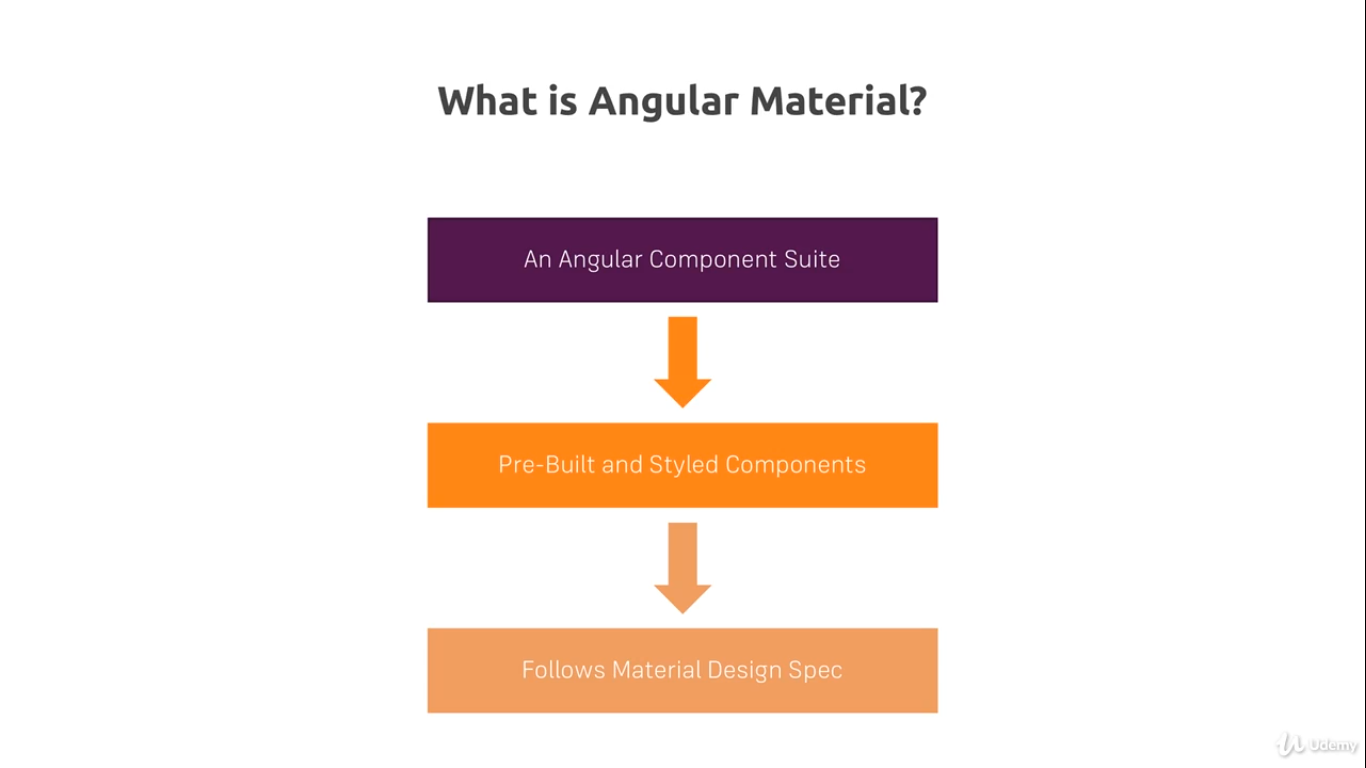 What is Angular Material?
An Angular Component Suite
Pre-Built and Styled Components
Follows Material Design Spec
Udemy